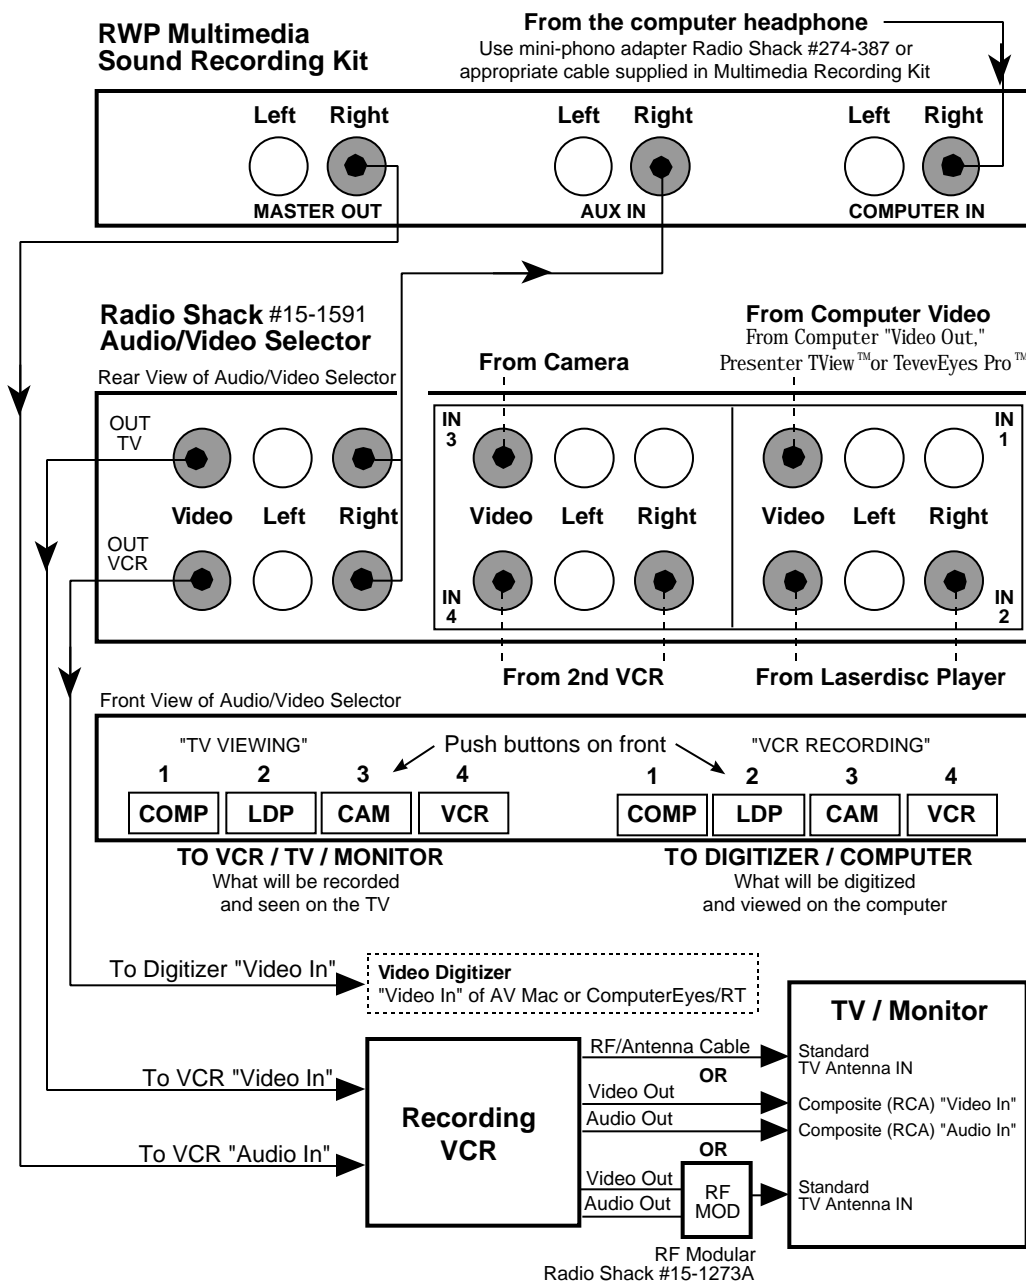 RWP Multimedia
Sound Recording Kit
From the computer headphone
Use mini-phono adapter Radio Shack #274-387 or
appropriate cable supplied in Multimedia Recording Kit
Left Right Left Right Left Right
MASTER OUT AUX IN COMPUTER IN
Radio Shack #15-1591
Audio/Video Selector
Rear View of Audio/Video Selector
From Camera
From Computer Video
From Computer "Video Out,"
Presenter TView™or TevevEyes Pro™
OUT
TV
IN
3
IN
1
Video Left Right Video Left Right Video Left Right
OUT
VCR
IN
4
IN
2
From 2nd VCR From Laserdisc Player
Front View of Audio/Video Selector
"TV VIEWING" Push buttons on front "VCR RECORDING"
1 2 3 4 1 2 3 4
COMP LDP CAM VCR COMP LDP CAM VCR
TO VCR / TV / MONITOR
What will be recorded
and seen on the TV
TO DIGITIZER / COMPUTER
What will be digitized
and viewed on the computer
To Digitizer "Video In"
Video Digitizer
"Video In" of AV Mac or ComputerEyes/RT
TV / Monitor
To VCR "Video In"
To VCR "Audio In"
Recording
VCR
RF/Antenna Cable
Standard
TV Antenna IN
OR
Video Out
Composite (RCA) "Video In"
Audio Out
Composite (RCA) "Audio In"
OR
Video Out
Audio Out
RF
MOD
Standard
TV Antenna IN
RF Modular
Radio Shack #15-1273A